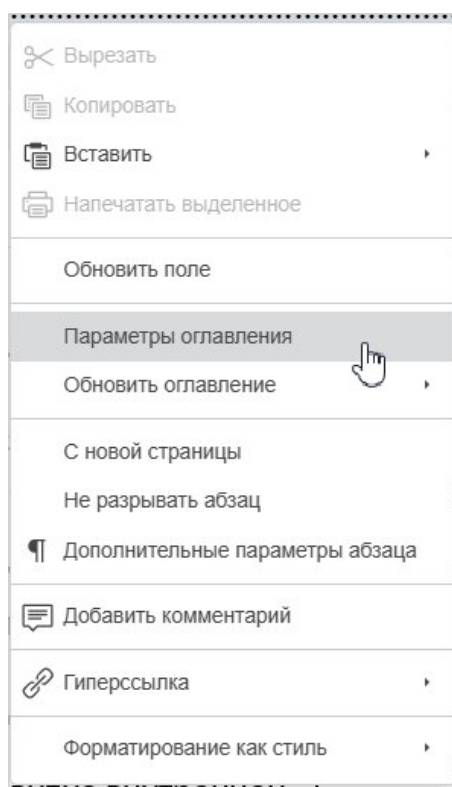 Вырезать
Копировать
Вставить
Напечатать выделенное
Обновить поле
Параметры оглавления
Обновить оглавление
С новой страницы
Не разрывать абзац
Дополнительные параметры абзаца
Добавить комментарий
Гиперссылка
Форматирование как стиль